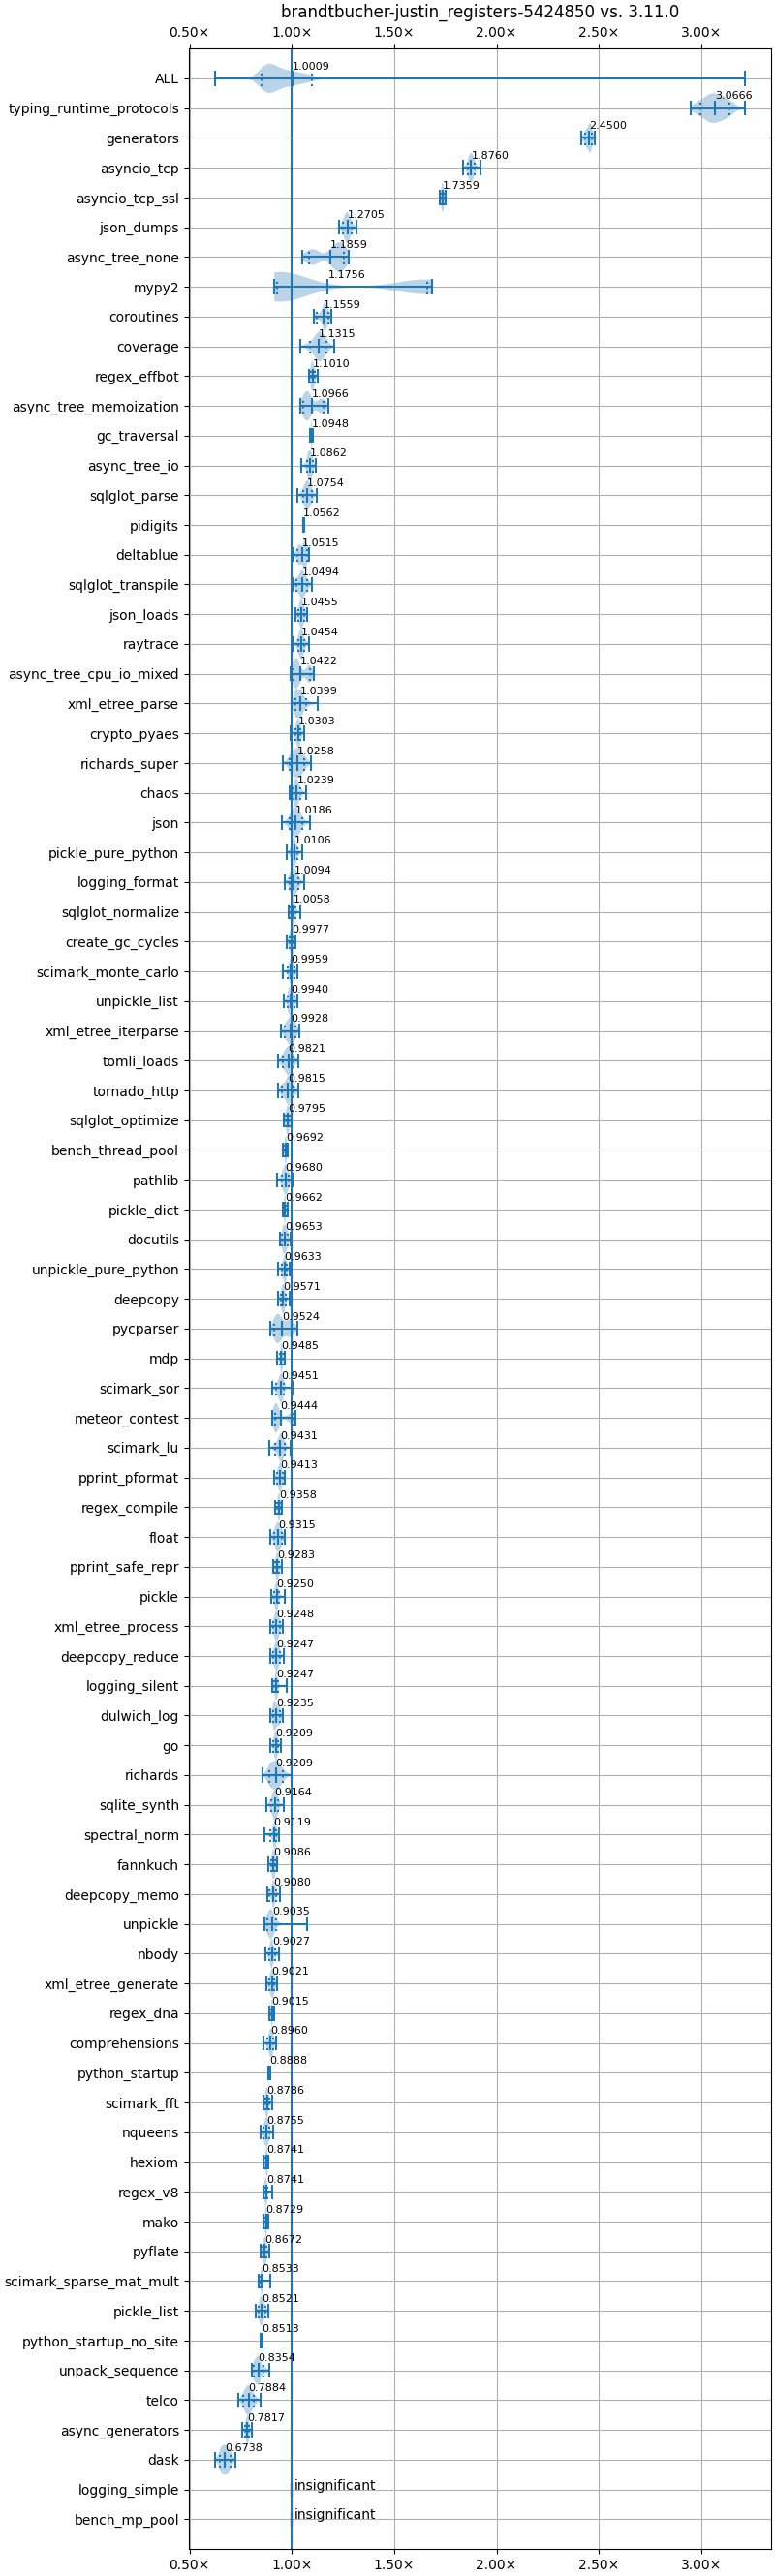 brandtbucher-justin_registers-5424850 vs. 3.11.0
0.50× 1.00× 1.50× 2.00× 2.50× 3.00×
ALL 1.0009
typing_runtime_protocols 3.0666
generators 2.4500
asyncio_tcp 1.8760
asyncio_tcp_ssl 1.7359
json_dumps 1.2705
async_tree_none 1.1859
mypy2 1.1756
coroutines 1.1559
coverage 1.1315
regex_effbot 1.1010
async_tree_memoization 1.0966
gc_traversal 1.0948
async_tree_io 1.0862
sqlglot_parse 1.0754
pidigits 1.0562
deltablue 1.0515
sqlglot_transpile 1.0494
json_loads 1.0455
raytrace 1.0454
async_tree_cpu_io_mixed 1.0422
xml_etree_parse 1.0399
crypto_pyaes 1.0303
richards_super 1.0258
chaos 1.0239
json 1.0186
pickle_pure_python 1.0106
logging_format 1.0094
sqlglot_normalize 1.0058
create_gc_cycles 0.9977
scimark_monte_carlo 0.9959
unpickle_list 0.9940
xml_etree_iterparse 0.9928
tomli_loads 0.9821
tornado_http 0.9815
sqlglot_optimize 0.9795
bench_thread_pool 0.9692
pathlib 0.9680
pickle_dict 0.9662
docutils 0.9653
unpickle_pure_python 0.9633
deepcopy 0.9571
pycparser 0.9524
mdp 0.9485
scimark_sor 0.9451
meteor_contest 0.9444
scimark_lu 0.9431
pprint_pformat 0.9413
regex_compile 0.9358
float 0.9315
pprint_safe_repr 0.9283
pickle 0.9250
xml_etree_process 0.9248
deepcopy_reduce 0.9247
logging_silent 0.9247
dulwich_log 0.9235
go 0.9209
richards 0.9209
sqlite_synth 0.9164
spectral_norm 0.9119
fannkuch 0.9086
deepcopy_memo 0.9080
unpickle 0.9035
nbody 0.9027
xml_etree_generate 0.9021
regex_dna 0.9015
comprehensions 0.8960
python_startup 0.8888
scimark_fft 0.8786
nqueens 0.8755
hexiom 0.8741
regex_v8 0.8741
mako 0.8729
pyflate 0.8672
scimark_sparse_mat_mult 0.8533
pickle_list 0.8521
python_startup_no_site 0.8513
unpack_sequence 0.8354
telco 0.7884
async_generators 0.7817
dask 0.6738
logging_simple insignificant
bench_mp_pool insignificant
0.50× 1.00× 1.50× 2.00× 2.50× 3.00×